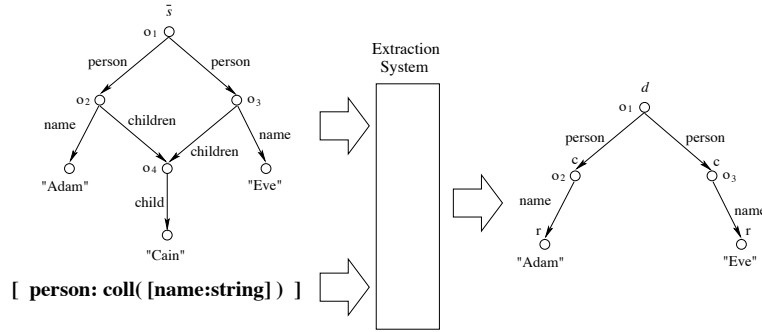 s̄
o1
person person
o2 o3
name children children name
"Adam" o4 "Eve"
child
"Cain"
[ person: coll( [name:string] ) ]
Extraction
System
d
o1
person person
c c
o2 o3
name name
r r
"Adam" "Eve"